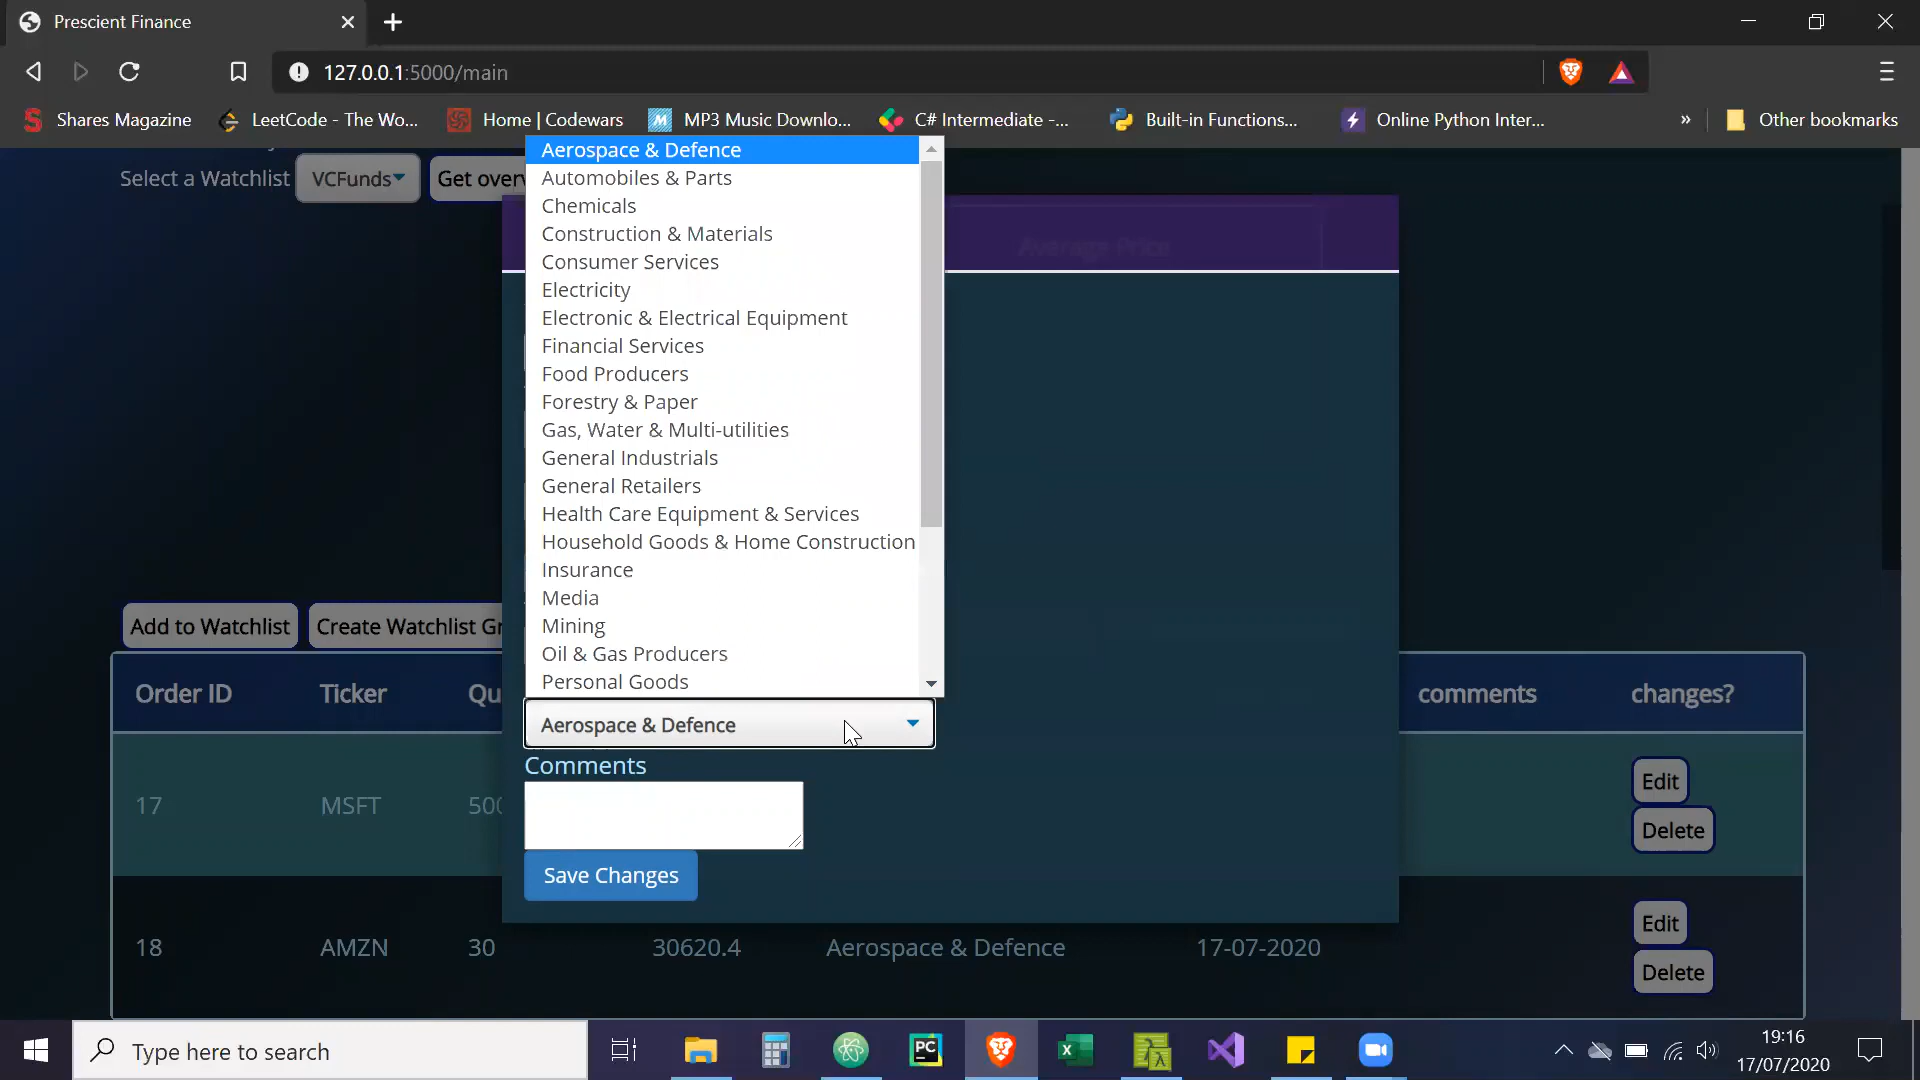 Prescient Finance
127.0.0.1:5000/main
Shares Magazine
LeetCode - The Wo...
Home | Codewars
MP3 Music Downlo...
C# Intermediate -...
Built-in Functions...
Online Python Inter...
»
Other bookmarks
Select a Watchlist
VCFunds
Get overv
Aerospace & Defence
Automobiles & Parts
Chemicals
Construction & Materials
Consumer Services
Electricity
Electronic & Electrical Equipment
Financial Services
Food Producers
Forestry & Paper
Gas, Water & Multi-utilities
General Industrials
General Retailers
Health Care Equipment & Services
Household Goods & Home Construction
Insurance
Media
Mining
Oil & Gas Producers
Personal Goods
Average Price
Aerospace & Defence
Comments
Save Changes
Add to Watchlist
Create Watchlist Gr
Order ID Ticker Qu comments changes?
17 MSFT 500 Edit
Delete
18 AMZN 30 30620.4 Aerospace & Defence 17-07-2020 Edit
Delete
Type here to search
PC
19:16
17/07/2020